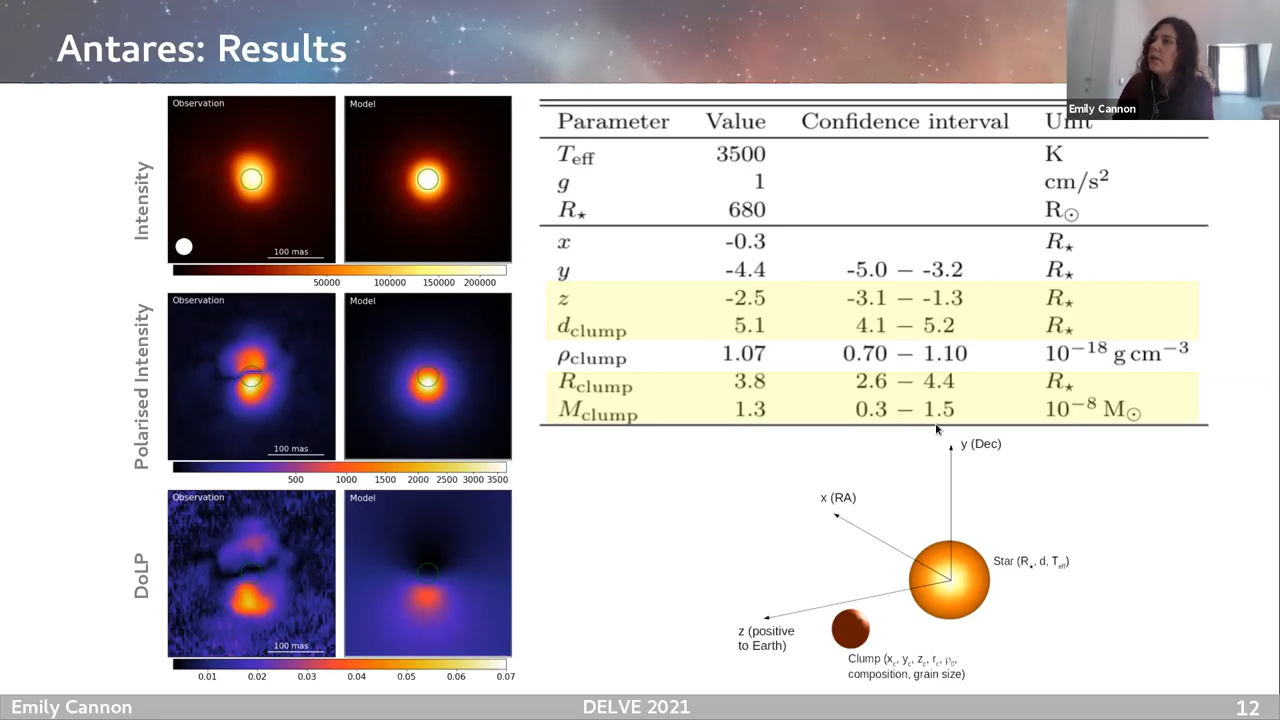 Antares: Results
Emily Cannon
Intensity
Observation
100 mas
Model
50000 100000 150000 200000
Polarised Intensity
Observation
100 mas
Model
500 1000 1500 2000 2500 3000 3500
DoLP
Observation
100 mas
Model
0.01 0.02 0.03 0.04 0.05 0.06 0.07
Parameter Value Confidence interval Unit
T_eff 3500 K
g 1 cm/s²
R⋆ 680 R⊙
x -0.3 R⋆
y -4.4 -5.0 – -3.2 R⋆
z -2.5 -3.1 – -1.3 R⋆
d_clump 5.1 4.1 – 5.2 R⋆
ρ_clump 1.07 0.70 – 1.10 10⁻¹⁸ g cm⁻³
R_clump 3.8 2.6 – 4.4 R⋆
M_clump 1.3 0.3 – 1.5 10⁻⁸ M⊙
y (Dec)
x (RA)
Star (R⋆, d, T_eff)
z (positive
to Earth)
Clump (x_c, y_c, z_c, r_c, ρ_0,
composition, grain size)
Emily Cannon
DELVE 2021
12